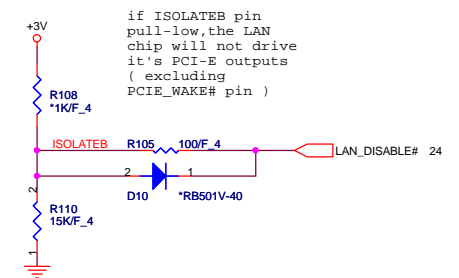 +3V
if ISOLATEB pin
pull-low,the LAN
chip will not drive
it's PCI-E outputs
( excluding
PCIE_WAKE# pin )
R108
*1K/F_4
ISOLATEB
R105
100/F_4
LAN_DISABLE# 24
2
1
D10
*RB501V-40
2
R110
15K/F_4
1